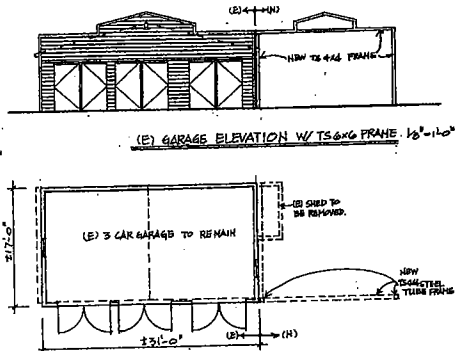 (E) (N)
NEW TS 4x4 FRAME
(E) GARAGE ELEVATION W/ TS6x6 FRAME. 1/8"=1'-0"
±17'-0"
(E) 3 CAR GARAGE TO REMAIN
(E) SHED TO
BE REMOVED.
NEW
STEEL
TUBE FRAME
±31'-0"
(E) (N)